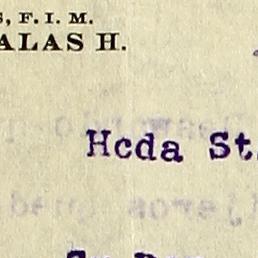 S, F. I. M.
ALAS H.
Hcda St.